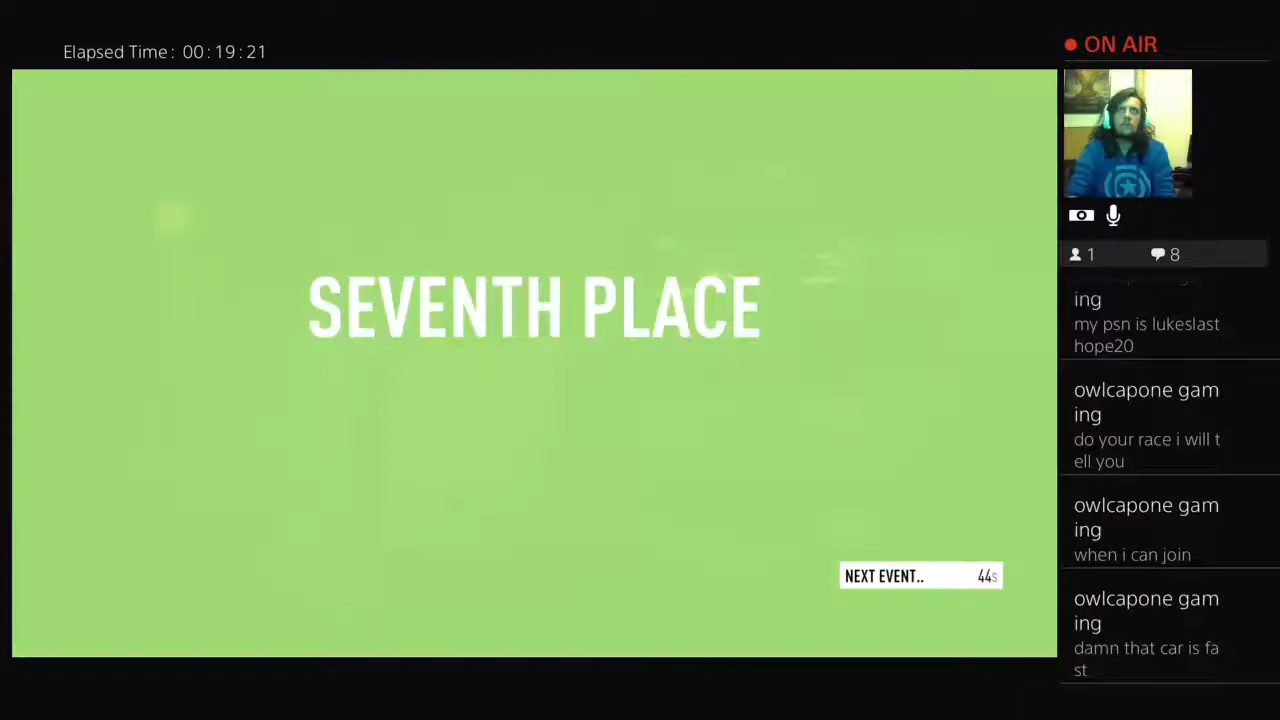 Elapsed Time: 00:19:21
ON AIR
SEVENTH PLACE
NEXT EVENT.. 44s
1 8
ing
my psn is lukeslast
hope20
owlcapone gam
ing
do your race i will t
ell you
owlcapone gam
ing
when i can join
owlcapone gam
ing
damn that car is fa
st